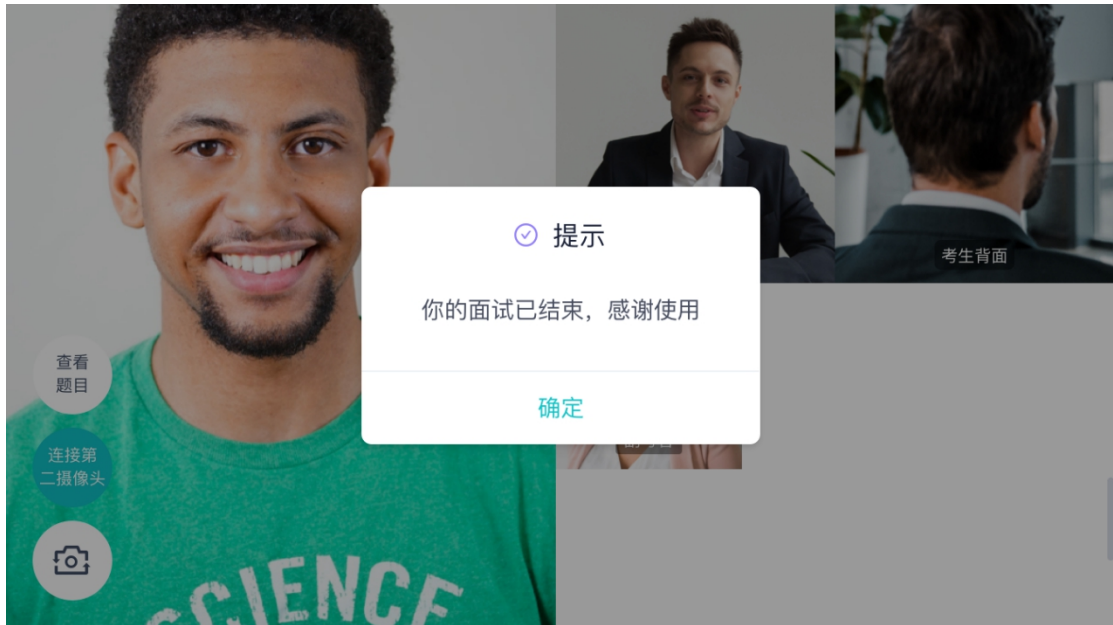 提示
你的面试已结束，感谢使用
确定
考生背面
查看
题目
连接第
二摄像头
SCIENCE